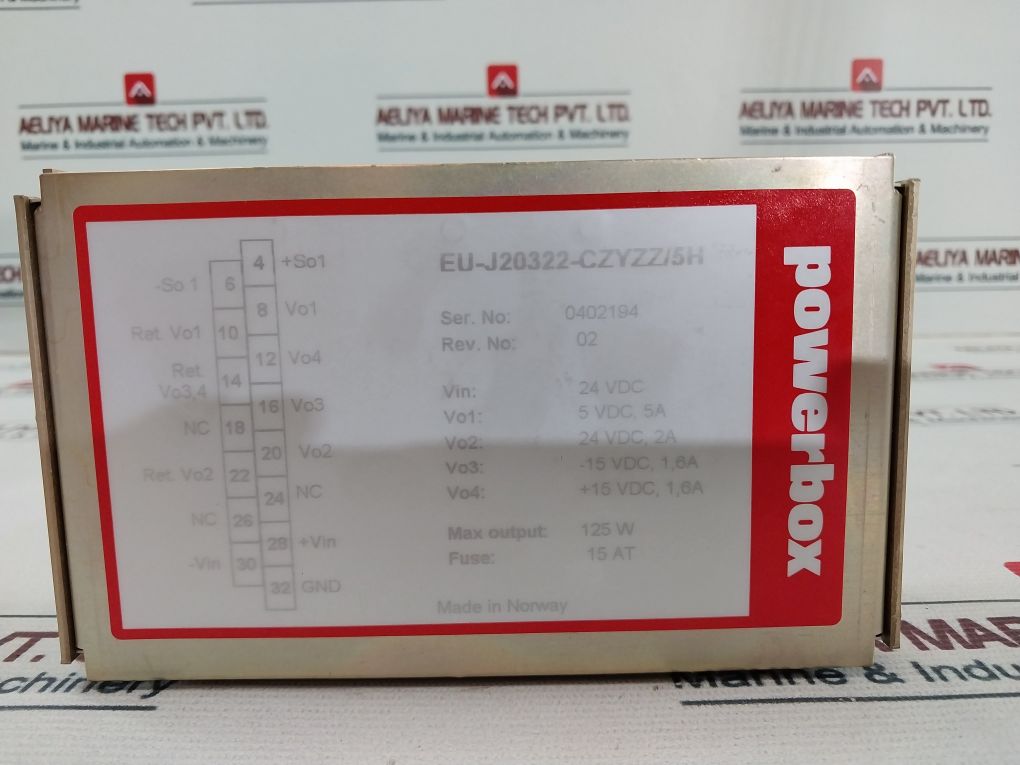 AELIYA MARINE TECH PVT. LTD.
Marine & Industrial Automation & Machinery
AELIYA MARINE TECH PVT. LTD.
Marine & Industrial Automation & Machinery
AELIYA MARINE TECH PVT. LTD.
Marine & Industrial Automation & Machinery
4 +So1
-So 1 6
8 Vo1
Ret. Vo1 10
12 Vo4
Ret.
Vo3,4 14
16 Vo3
NC 18
20 Vo2
Ret. Vo2 22
24 NC
NC 26
28 +Vin
-Vin 30
32 GND
EU-J20322-CZYZZ/5H
Ser. No: 0402194
Rev. No: 02
Vin: 24 VDC
Vo1: 5 VDC, 5A
Vo2: 24 VDC, 2A
Vo3: -15 VDC, 1,6A
Vo4: +15 VDC, 1,6A
Max output: 125 W
Fuse: 15 AT
Made in Norway
powerbox